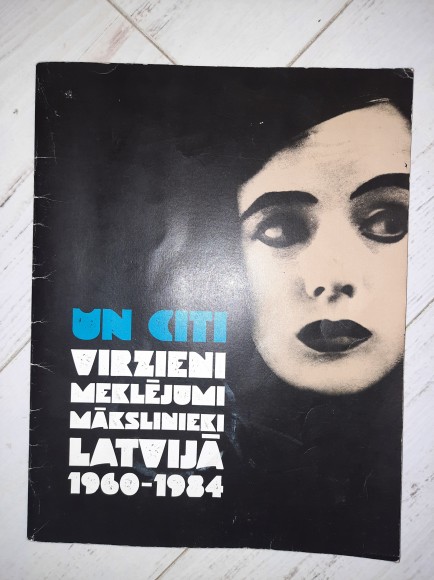 UN CITI
VIRZIENI
MEKLĒJUMI
MĀKSLINIEKI
LATVIJĀ
1960-1984